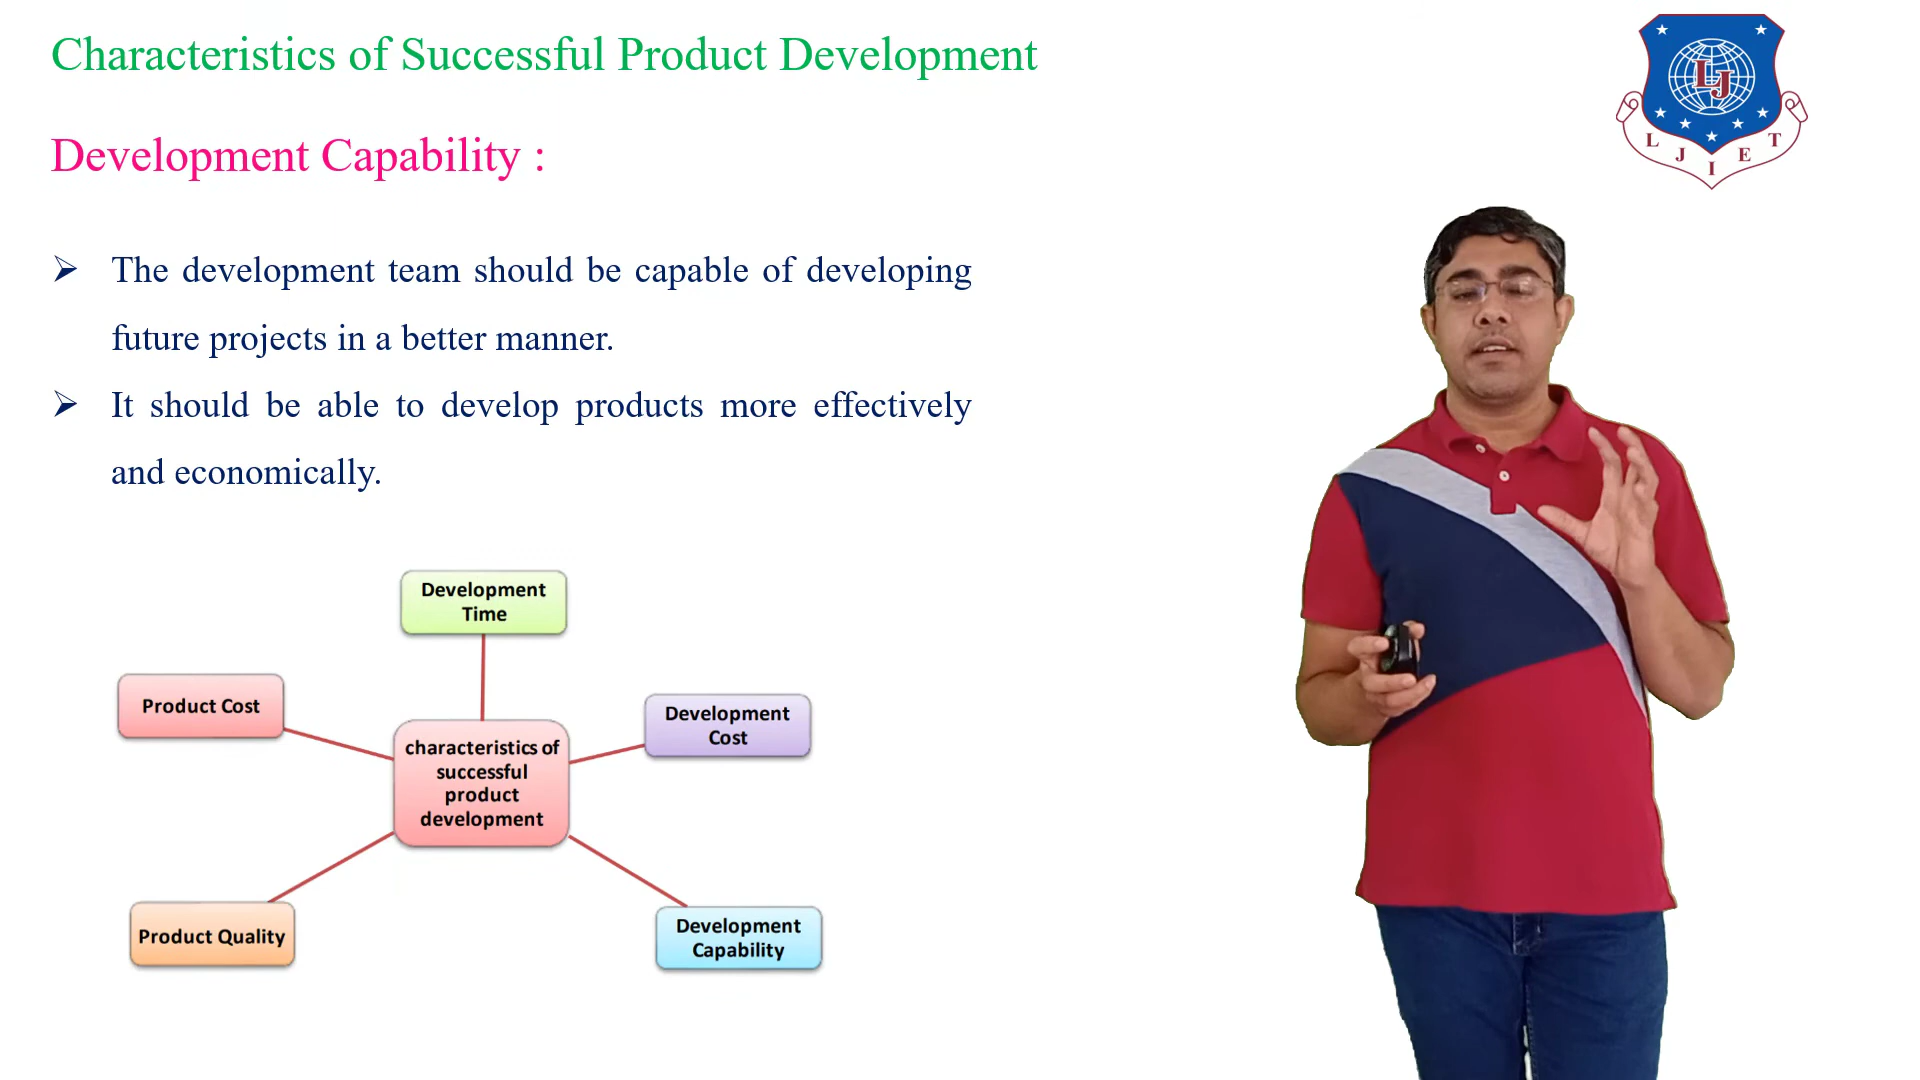 Characteristics of Successful Product Development
Development Capability :
➢ The development team should be capable of developing
future projects in a better manner.
➢ It should be able to develop products more effectively
and economically.
Development
Time
Product Cost
Development
Cost
characteristics of
successful
product
development
Product Quality
Development
Capability
LJ
L J I E T